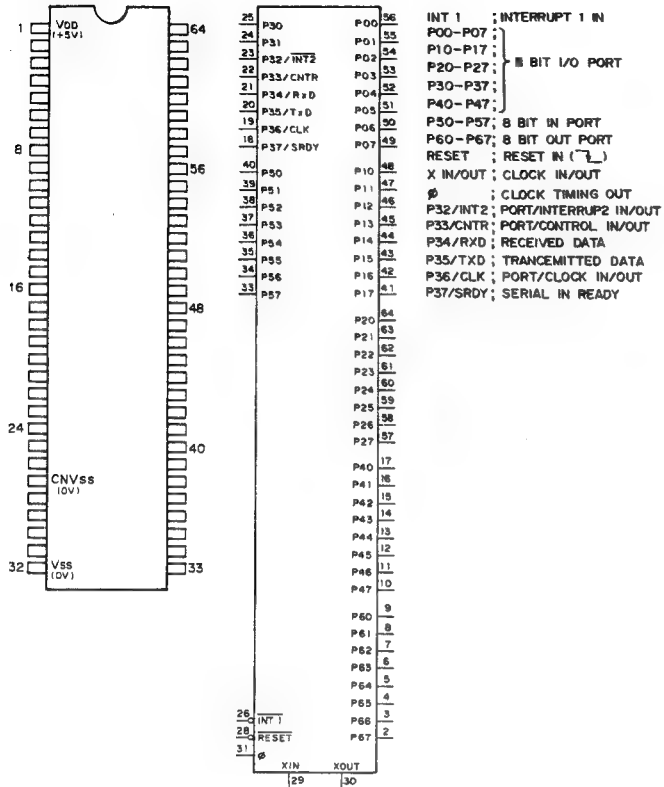 1 VDD 64
(+5V)
8
56
16
48
24
40
CNVSS
(0V)
32 VSS 33
(0V)
25 P30
24 P31
23 P32/INT2
22 P33/CNTR
21 P34/RxD
20 P35/TxD
19 P36/CLK
18 P37/SRDY
40 P50
39 P51
38 P52
37 P53
36 P54
35 P55
34 P56
33 P57
26 INT 1
28 RESET
31 ø
XIN XOUT
29 30
P00 56
P01 55
P02 54
P03 53
P04 52
P05 51
P06 50
P07 49
P10 48
P11 47
P12 46
P13 45
P14 44
P15 43
P16 42
P17 41
P20 64
P21 63
P22 62
P23 61
P24 60
P25 59
P26 58
P27 57
P40 17
P41 16
P42 15
P43 14
P44 13
P45 12
P46 11
P47 10
P60 9
P61 8
P62 7
P63 6
P64 5
P65 4
P66 3
P67 2
INT 1 ; INTERRUPT 1 IN
P00-P07 ;
P10-P17 ;
P20-P27 ; 8 BIT I/O PORT
P30-P37 ;
P40-P47 ;
P50-P57 ; 8 BIT IN PORT
P60-P67 ; 8 BIT OUT PORT
RESET ; RESET IN ( )
X IN/OUT ; CLOCK IN/OUT
ø ; CLOCK TIMING OUT
P32/INT2 ; PORT/INTERRUP2 IN/OUT
P33/CNTR ; PORT/CONTROL IN/OUT
P34/RXD ; RECEIVED DATA
P35/TXD ; TRANCEMITTED DATA
P36/CLK ; PORT/CLOCK IN/OUT
P37/SRDY ; SERIAL IN READY